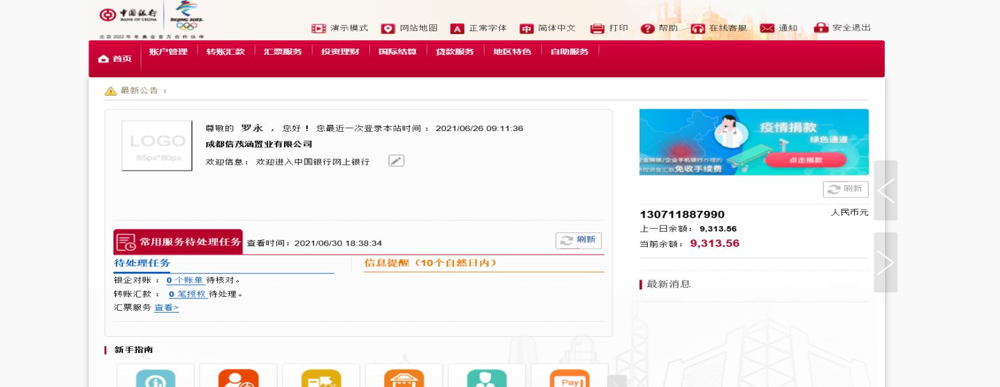 中国银行
BANK OF CHINA
BEIJING 2022
北京2022年冬奥会官方合作伙伴
演示模式 网站地图 A 正常字体 中 简体中文 打印 ? 帮助 在线客服 通知 安全退出
首页 账户管理 转账汇款 汇票服务 投资理财 国际结算 贷款服务 地区特色 自助服务
最新公告 ：
LOGO
85px*80px
尊敬的 罗永 ， 您好！ 您最近一次登录本站时间： 2021/06/26 09:11:36
成都信茂涵置业有限公司
欢迎信息： 欢迎进入中国银行网上银行
常用服务待处理任务 查看时间：2021/06/30 18:38:34 刷新
待处理任务
银企对账 ： 0 个账单 待核对。
转账汇款 ： 0 笔授权 待处理。
汇票服务 查看>
信息提醒（10个自然日内）
新手指南
Pay
疫情捐款
绿色通道
企业网银/企业手机银行办理的
资金汇款免收手续费
点击捐款
刷新
130711887990 人民币元
上一日余额： 9,313.56
当前余额： 9,313.56
最新消息